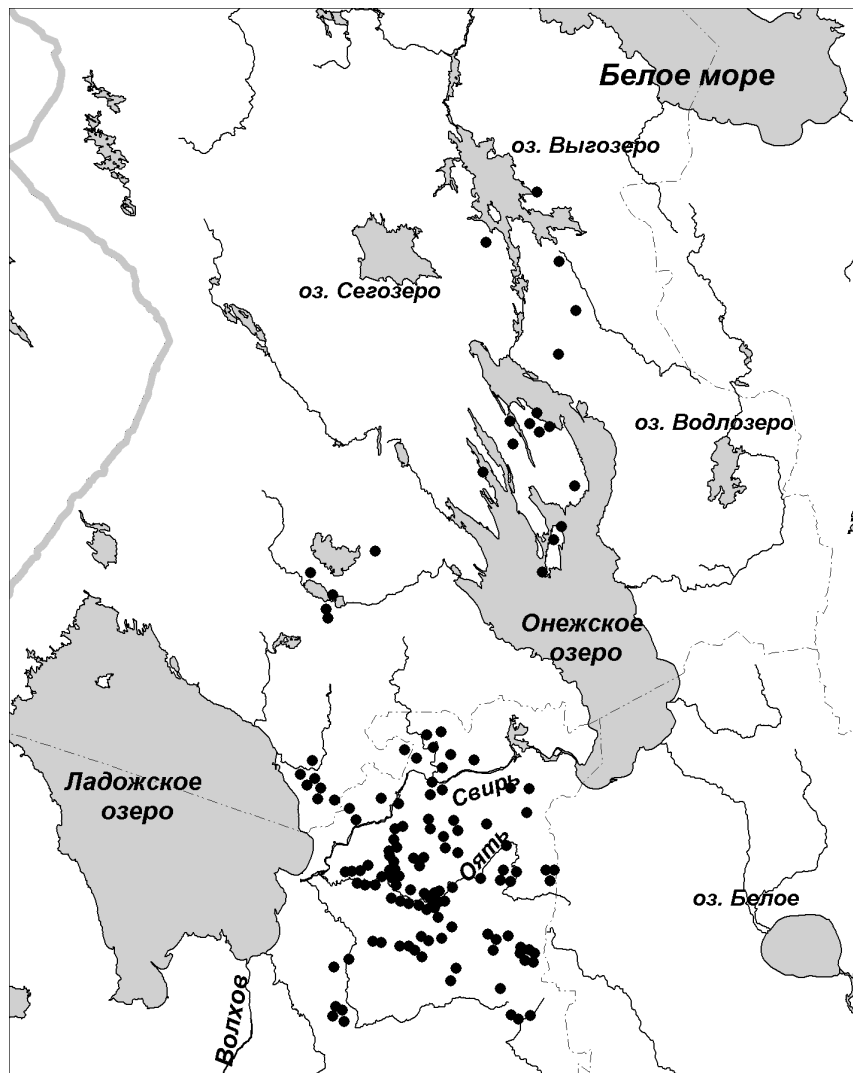 Белое море
оз. Выгозеро
оз. Сегозеро
оз. Водлозеро
Онежское
озеро
Ладожское
озеро
Свирь
Оять
оз. Белое
Волхов